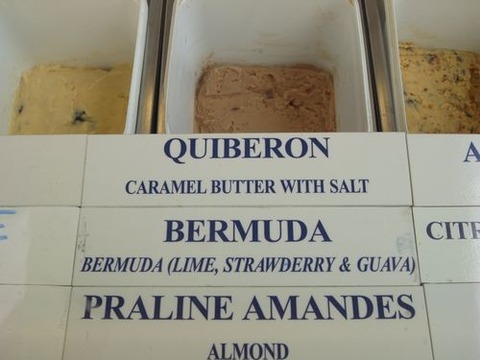 QUIBERON
A
CARAMEL BUTTER WITH SALT
BERMUDA
CITR
BERMUDA (LIME, STRAWDERRY & GUAVA)
PRALINE AMANDES
ALMOND